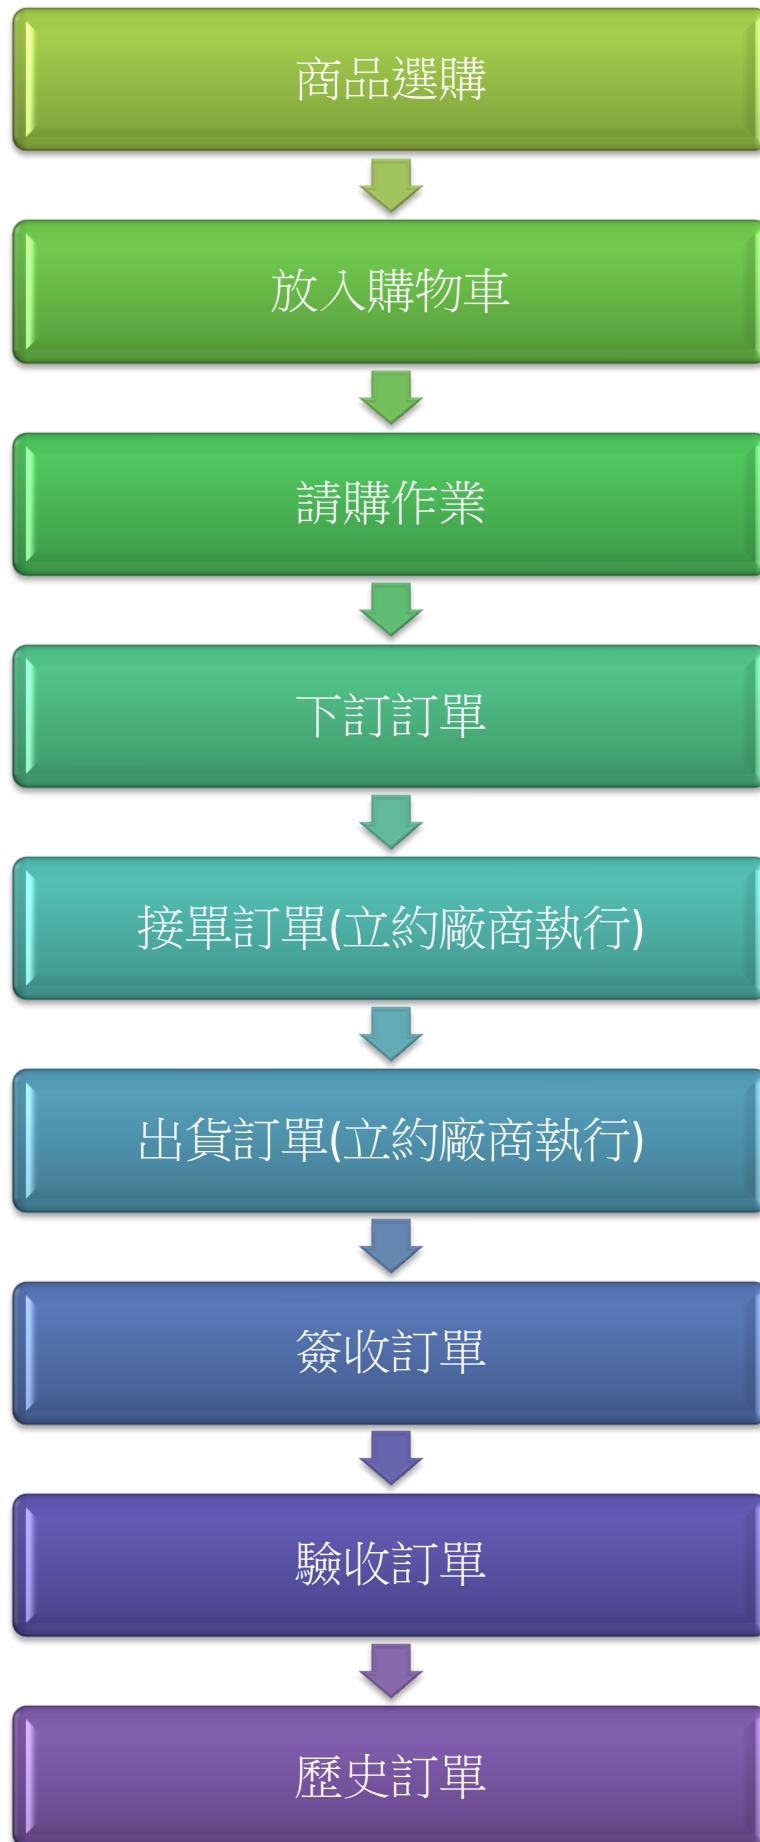 商品選購
放入購物車
請購作業
下訂訂單
接單訂單(立約廠商執行)
出貨訂單(立約廠商執行)
簽收訂單
驗收訂單
歷史訂單